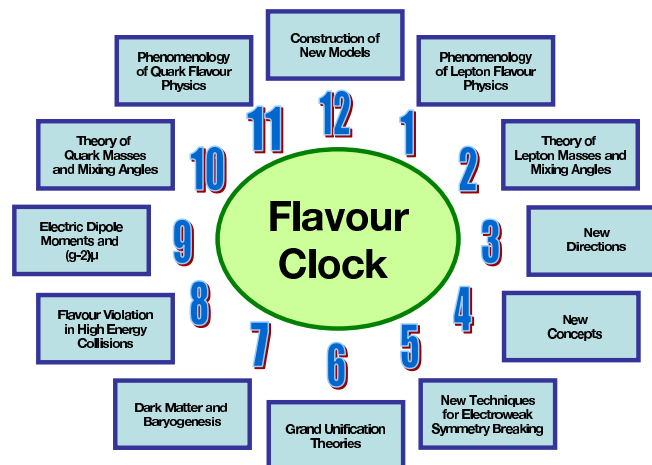 Construction of
New Models
12
Phenomenology
of Lepton Flavour
Physics
1
Theory of
Lepton Masses and
Mixing Angles
2
New
Directions
3
New
Concepts
4
New Techniques
for Electroweak
Symmetry Breaking
5
Grand Unification
Theories
6
Dark Matter and
Baryogenesis
7
Flavour Violation
in High Energy
Collisions
8
Electric Dipole
Moments and
(g-2)μ
9
Theory of
Quark Masses
and Mixing Angles
10
Phenomenology
of Quark Flavour
Physics
11
Flavour
Clock